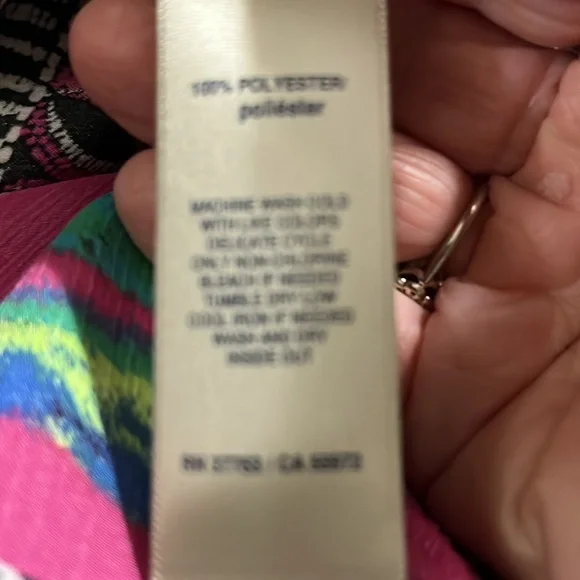 100% POLYESTER/
poliéster
MACHINE WASH COLD
WITH LIKE COLORS
DELICATE CYCLE
ONLY NON-CHLORINE
BLEACH IF NEEDED
TUMBLE DRY LOW
COOL IRON IF NEEDED
WASH AND DRY
INSIDE OUT
RN / CA